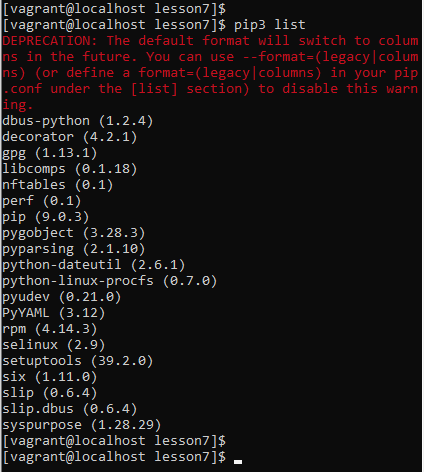 [vagrant@localhost lesson7]$
[vagrant@localhost lesson7]$ pip3 list
DEPRECATION: The default format will switch to colum
ns in the future. You can use --format=(legacy|colum
ns) (or define a format=(legacy|columns) in your pip
.conf under the [list] section) to disable this warn
ing.
dbus-python (1.2.4)
decorator (4.2.1)
gpg (1.13.1)
libcomps (0.1.18)
nftables (0.1)
perf (0.1)
pip (9.0.3)
pygobject (3.28.3)
pyparsing (2.1.10)
python-dateutil (2.6.1)
python-linux-procfs (0.7.0)
pyudev (0.21.0)
PyYAML (3.12)
rpm (4.14.3)
selinux (2.9)
setuptools (39.2.0)
six (1.11.0)
slip (0.6.4)
slip.dbus (0.6.4)
syspurpose (1.28.29)
[vagrant@localhost lesson7]$
[vagrant@localhost lesson7]$